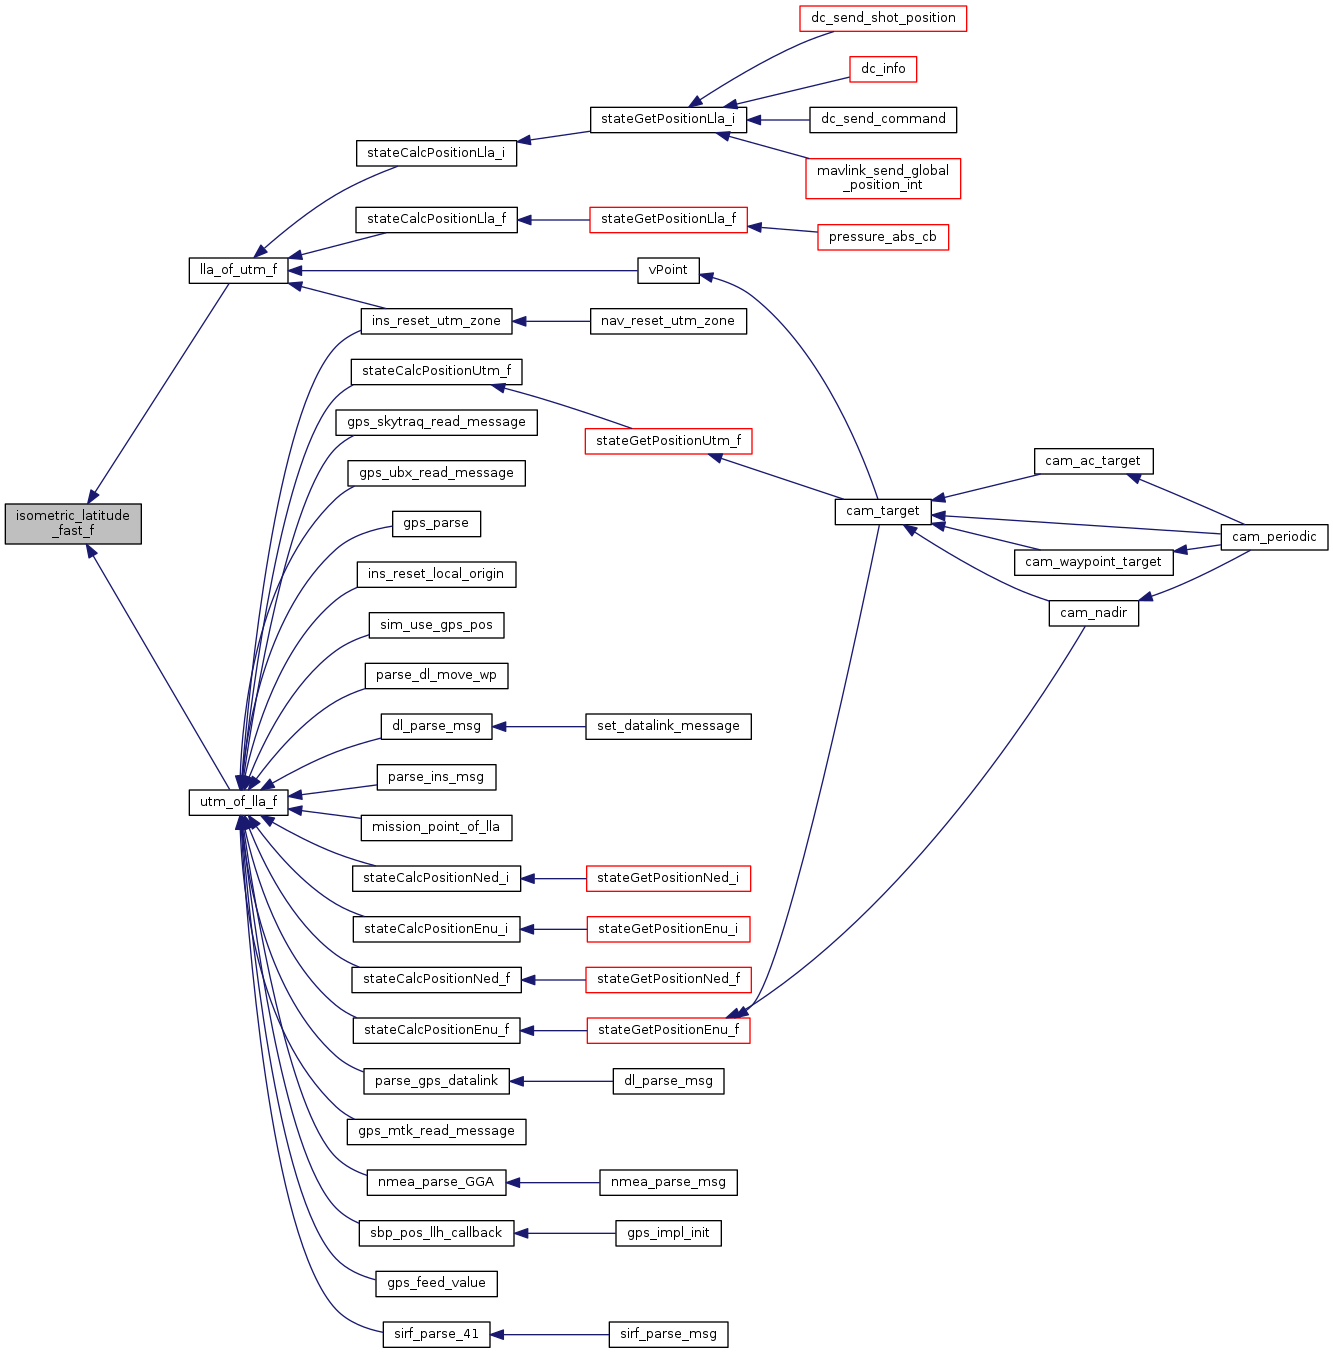 dc_send_shot_position
dc_info
stateGetPositionLla_i
dc_send_command
stateCalcPositionLla_i
mavlink_send_global
_position_int
stateCalcPositionLla_f
stateGetPositionLla_f
pressure_abs_cb
lla_of_utm_f
vPoint
ins_reset_utm_zone
nav_reset_utm_zone
stateCalcPositionUtm_f
gps_skytraq_read_message
stateGetPositionUtm_f
cam_ac_target
gps_ubx_read_message
cam_target
isometric_latitude
_fast_f
gps_parse
cam_periodic
cam_waypoint_target
ins_reset_local_origin
cam_nadir
sim_use_gps_pos
parse_dl_move_wp
dl_parse_msg
set_datalink_message
parse_ins_msg
utm_of_lla_f
mission_point_of_lla
stateCalcPositionNed_i
stateGetPositionNed_i
stateCalcPositionEnu_i
stateGetPositionEnu_i
stateCalcPositionNed_f
stateGetPositionNed_f
stateCalcPositionEnu_f
stateGetPositionEnu_f
parse_gps_datalink
dl_parse_msg
gps_mtk_read_message
nmea_parse_GGA
nmea_parse_msg
sbp_pos_llh_callback
gps_impl_init
gps_feed_value
sirf_parse_41
sirf_parse_msg